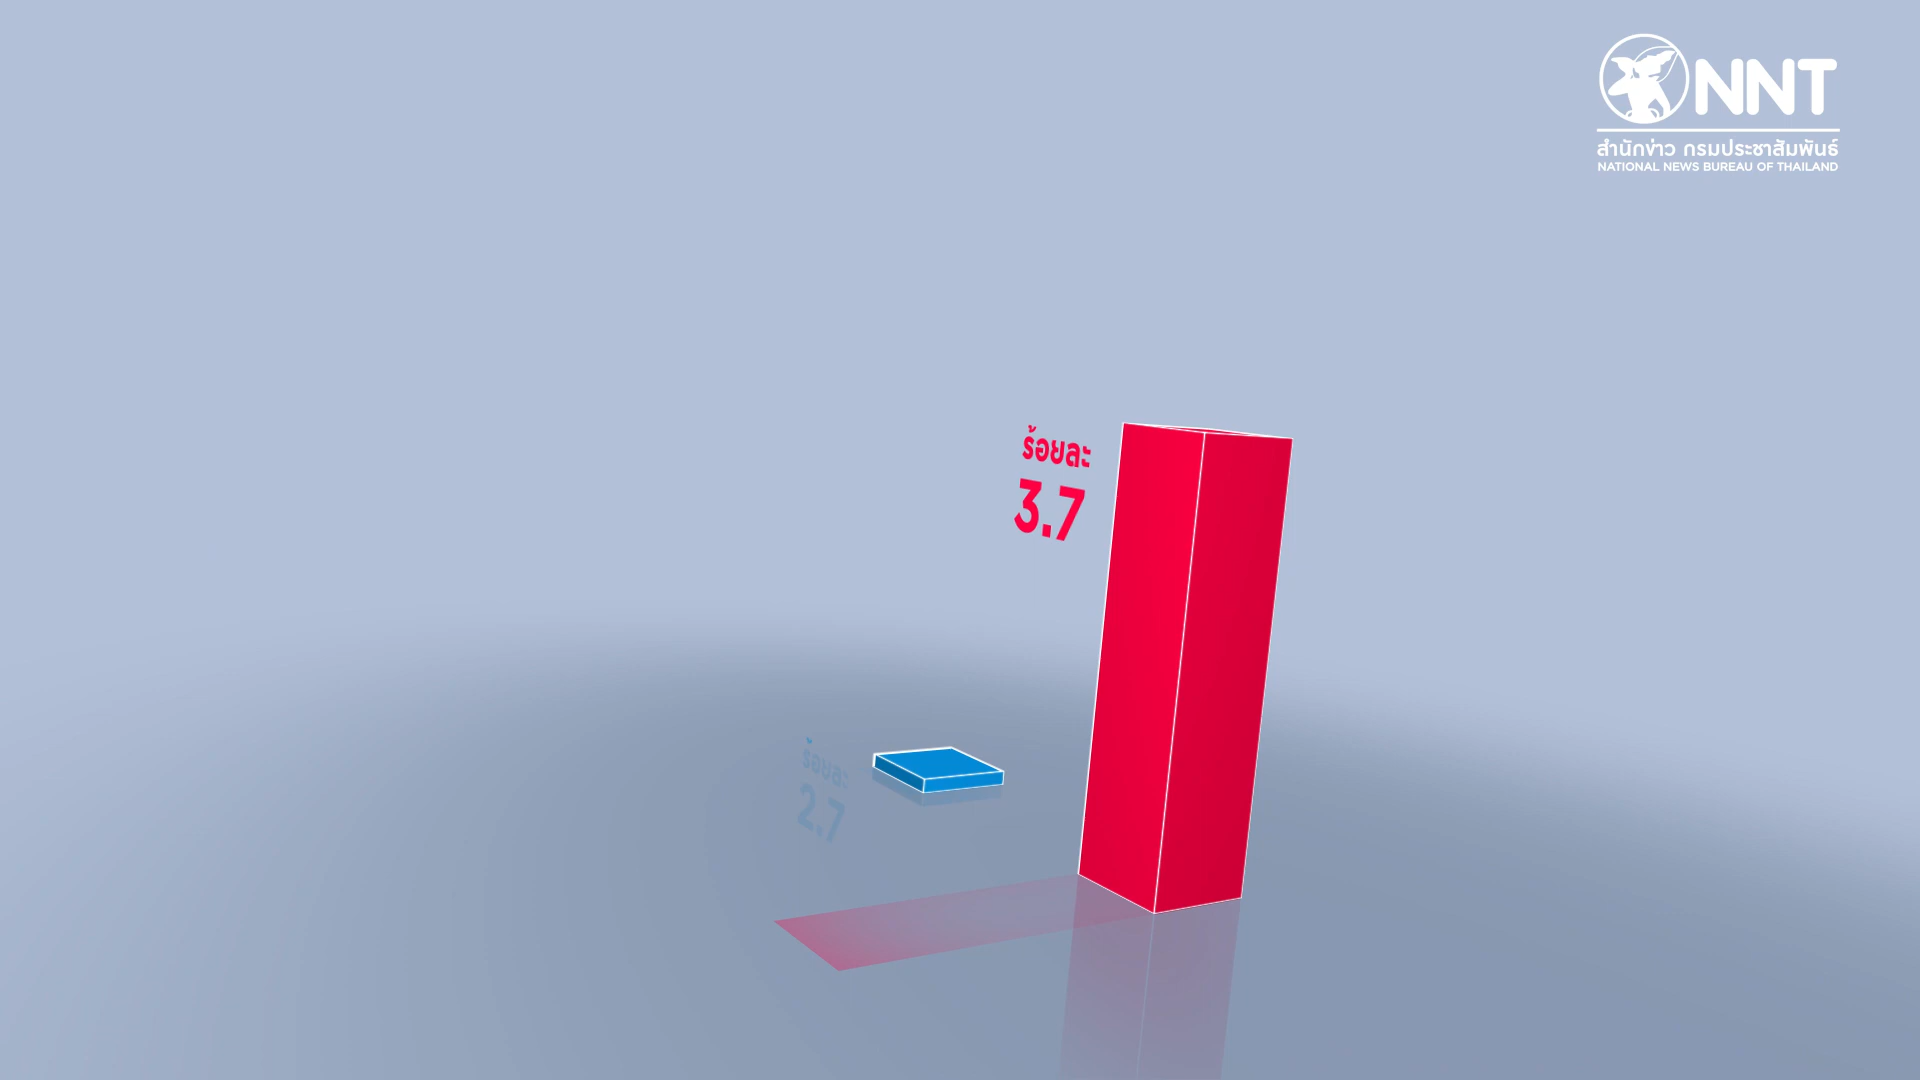 NNT
สำนักข่าว กรมประชาสัมพันธ์
NATIONAL NEWS BUREAU OF THAILAND
ร้อยละ
3.7
ร้อยละ
2.7